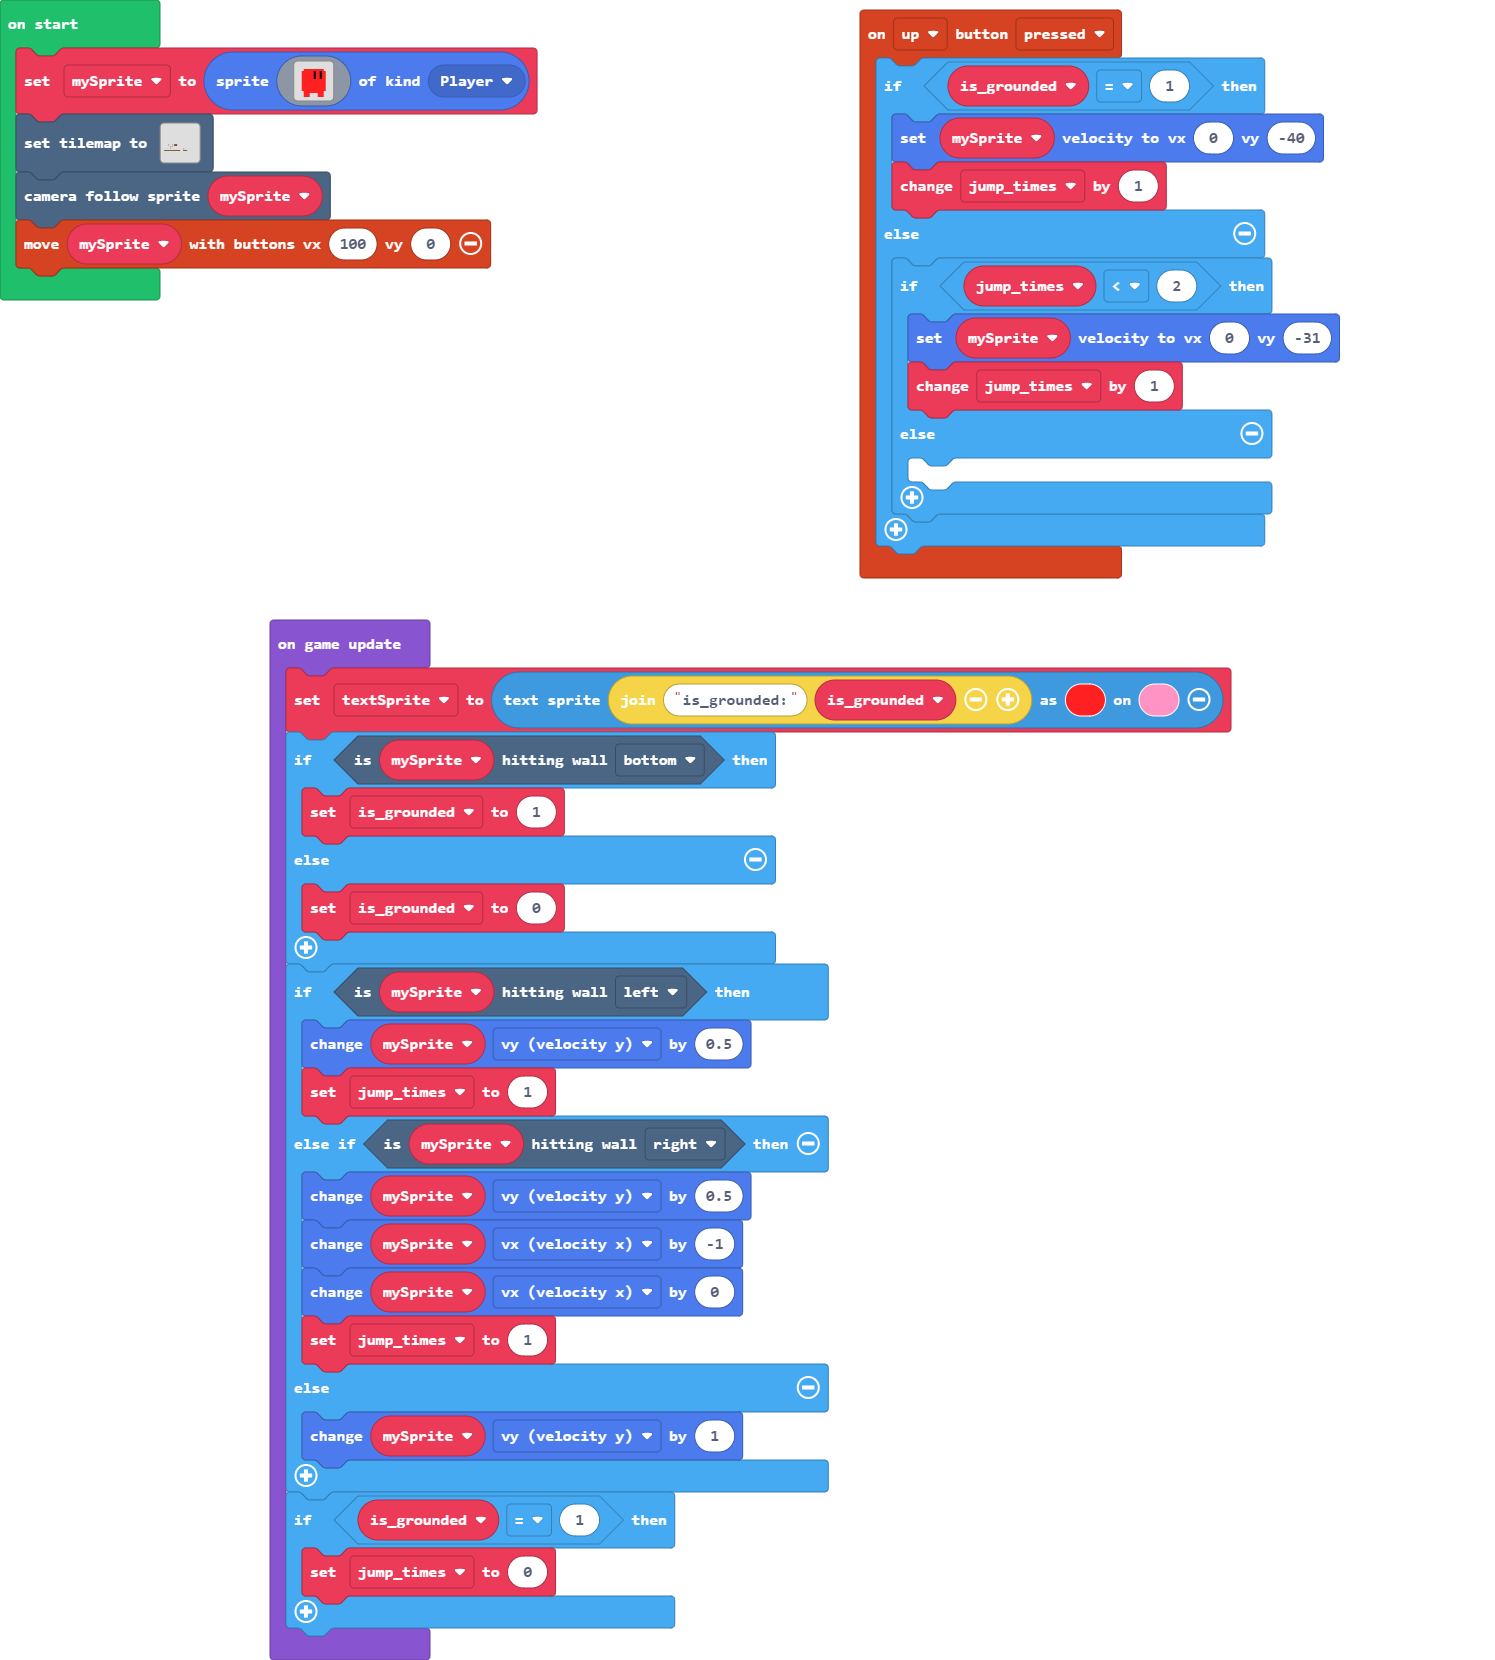 on start
set mySprite to sprite of kind Player
set tilemap to
camera follow sprite mySprite
move mySprite with buttons vx 100 vy 0
on up button pressed
if is_grounded = 1 then
set mySprite velocity to vx 0 vy -40
change jump_times by 1
else
if jump_times < 2 then
set mySprite velocity to vx 0 vy -31
change jump_times by 1
else
on game update
set textSprite to text sprite join "is_grounded:" is_grounded as on
if is mySprite hitting wall bottom then
set is_grounded to 1
else
set is_grounded to 0
if is mySprite hitting wall left then
change mySprite vy (velocity y) by 0.5
set jump_times to 1
else if is mySprite hitting wall right then
change mySprite vy (velocity y) by 0.5
change mySprite vx (velocity x) by -1
change mySprite vx (velocity x) by 0
set jump_times to 1
else
change mySprite vy (velocity y) by 1
if is_grounded = 1 then
set jump_times to 0